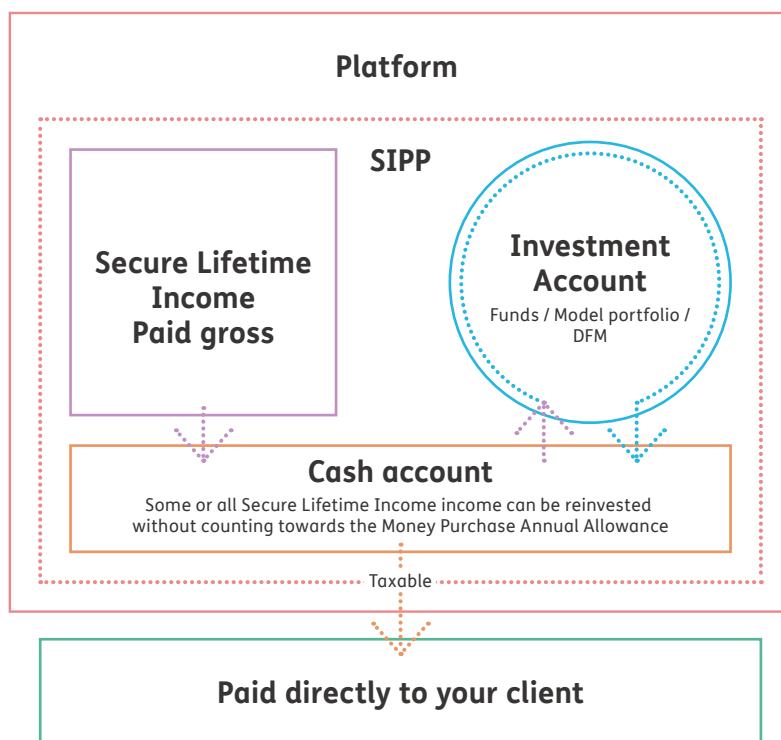 Platform
SIPP
Secure Lifetime
Income
Paid gross
Investment
Account
Funds / Model portfolio /
DFM
Cash account
Some or all Secure Lifetime Income income can be reinvested
without counting towards the Money Purchase Annual Allowance
Taxable
Paid directly to your client